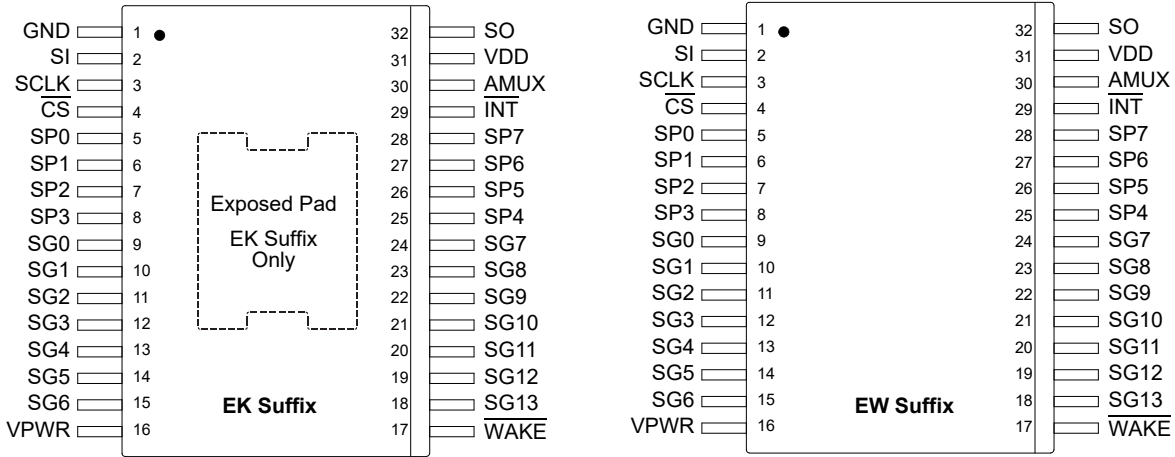 GND 1 32 SO
SI 2 31 VDD
SCLK 3 30 AMUX
CS 4 29 INT
SP0 5 28 SP7
SP1 6 27 SP6
SP2 7 26 SP5
SP3 8 25 SP4
SG0 9 24 SG7
SG1 10 23 SG8
SG2 11 22 SG9
SG3 12 21 SG10
SG4 13 20 SG11
SG5 14 19 SG12
SG6 15 18 SG13
VPWR 16 17 WAKE
Exposed Pad
EK Suffix
Only
EK Suffix
GND 1 32 SO
SI 2 31 VDD
SCLK 3 30 AMUX
CS 4 29 INT
SP0 5 28 SP7
SP1 6 27 SP6
SP2 7 26 SP5
SP3 8 25 SP4
SG0 9 24 SG7
SG1 10 23 SG8
SG2 11 22 SG9
SG3 12 21 SG10
SG4 13 20 SG11
SG5 14 19 SG12
SG6 15 18 SG13
VPWR 16 17 WAKE
EW Suffix